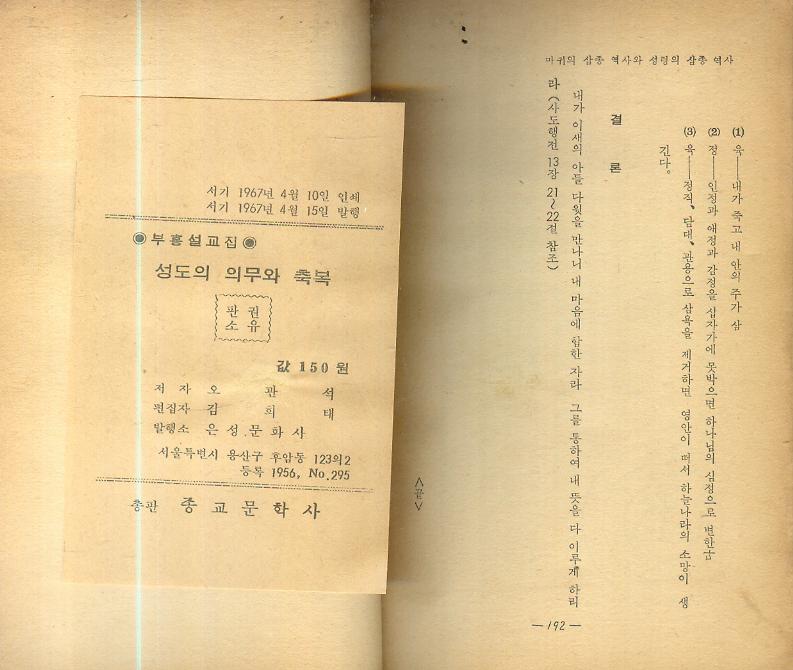 마귀의 삼종 역사와 성령의 삼종 역사
(1) 육——내가 죽고 내 안의 주가 삼
(2) 정——인정과 애정과 감정을 십자가에 못박으면 하나님의 심정으로 변한다
(3) 욕——정직、담대、관용으로 삼욕을 제거하면 영안이 떠서 하늘나라의 소망이 생
긴다。
결 론
내가 이새의 아들 다윗을 만나니 내 마음에 합한 자라 그를 통하여 내 뜻을 다 이루게 하리
라(사도행전 13장 21~22절 참조)
<끝>
—192—
서기 1967년 4월 10일 인쇄
서기 1967년 4월 15일 발행
◉부흥설교집◉
성도의 의무와 축복
판 권
소 유
값 150원
저 자 오 관 석
편집자 김 희 태
발행소 은 성 문 화 사
서울특별시 용산구 후암동 123의2
등록 1956, No.295
총판 종 교 문 학 사